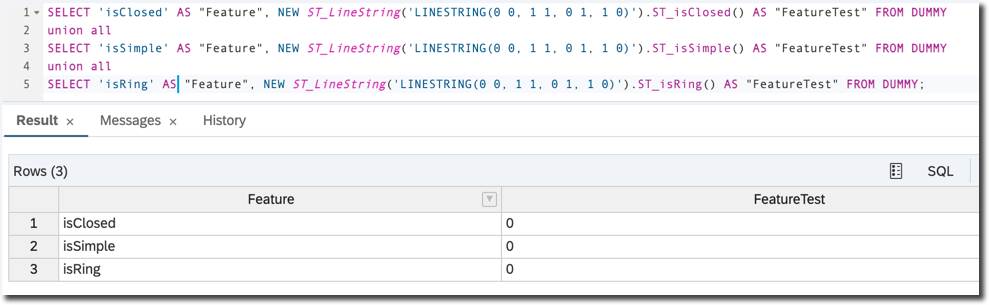 1 SELECT 'isClosed' AS "Feature", NEW ST_LineString('LINESTRING(0 0, 1 1, 0 1, 1 0)').ST_isClosed() AS "FeatureTest" FROM DUMMY
2 union all
3 SELECT 'isSimple' AS "Feature", NEW ST_LineString('LINESTRING(0 0, 1 1, 0 1, 1 0)').ST_isSimple() AS "FeatureTest" FROM DUMMY
4 union all
5 SELECT 'isRing' AS "Feature", NEW ST_LineString('LINESTRING(0 0, 1 1, 0 1, 1 0)').ST_isRing() AS "FeatureTest" FROM DUMMY;
Result × Messages × History
Rows (3) SQL
Feature FeatureTest
1 isClosed 0
2 isSimple 0
3 isRing 0